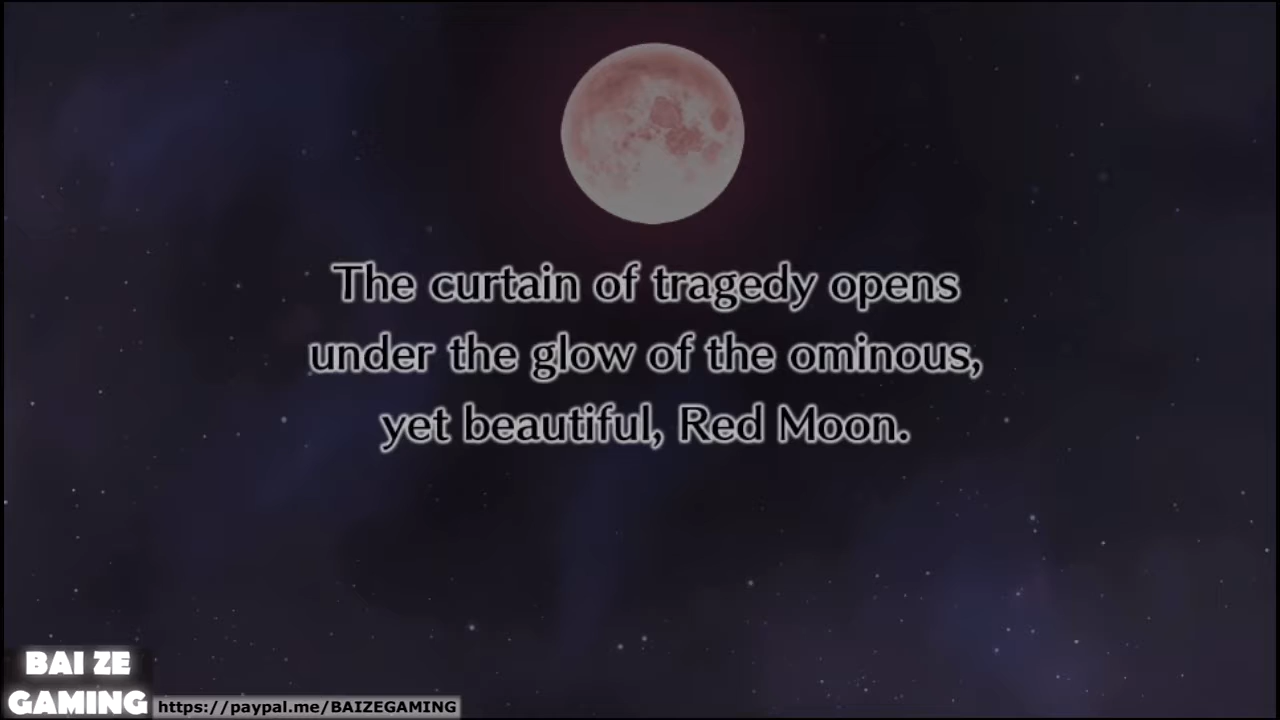 The curtain of tragedy opens
under the glow of the ominous,
yet beautiful, Red Moon.
BAI ZE
GAMING
https://paypal.me/BAIZEGAMING